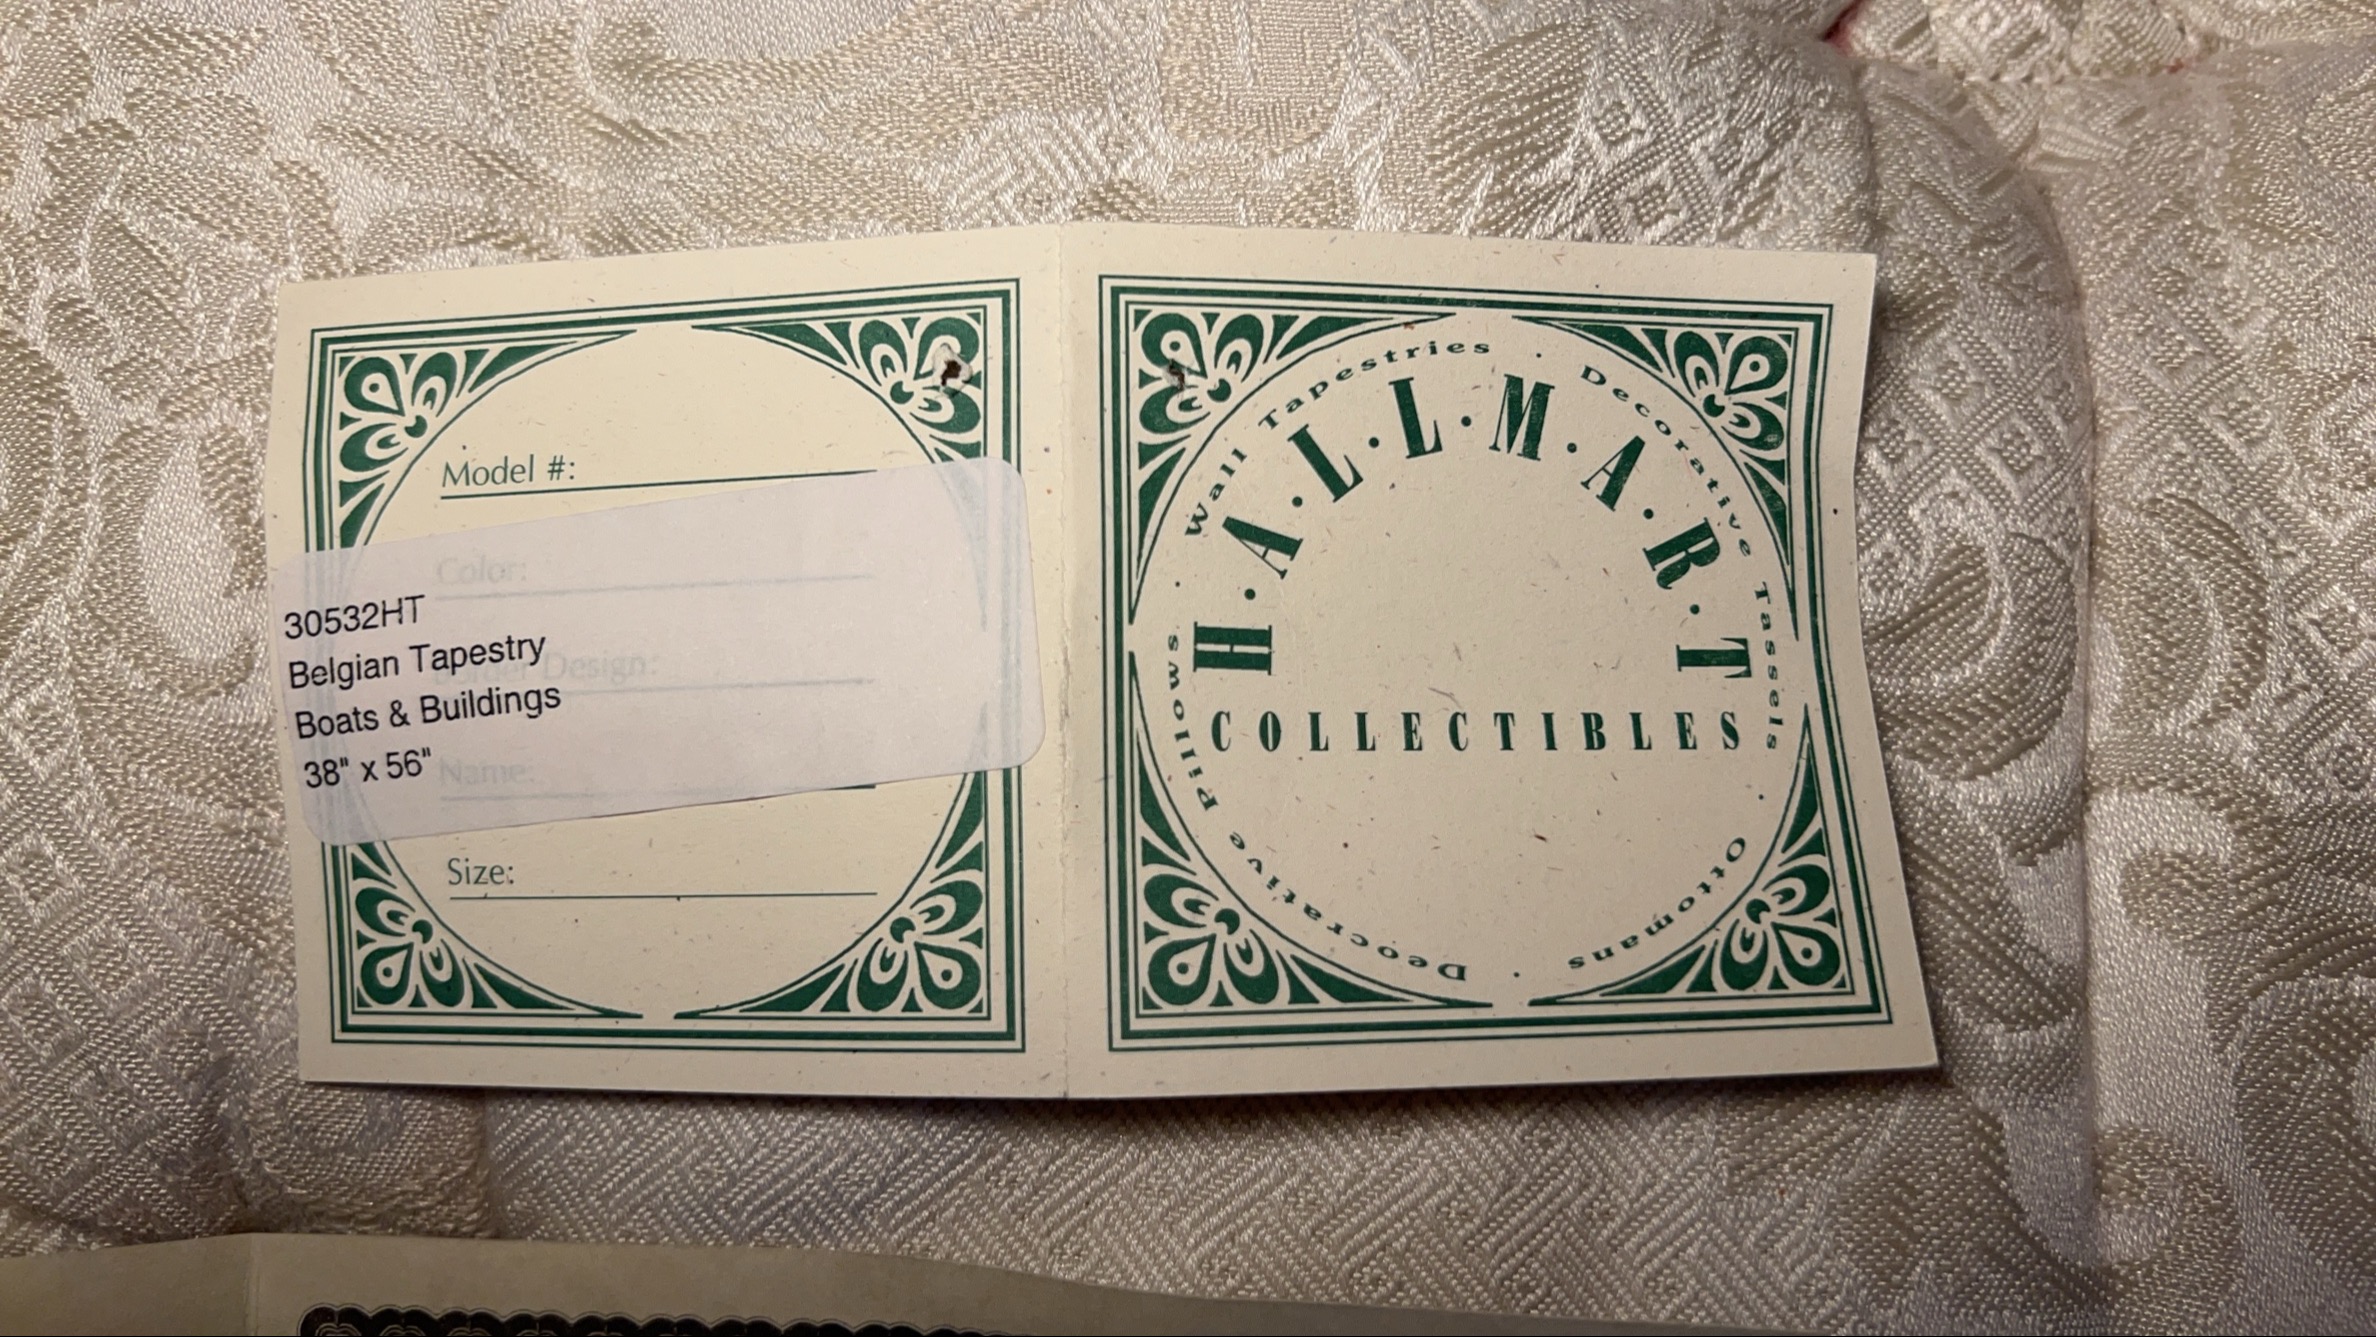 Model #:
Color:
30532HT
Belgian Tapestry
Border Design:
Boats & Buildings
38" x 56"
Name:
Size:
Wall Tapestries · Decorative Tassels · Ottomans · Deocrative Pillows ·
H·A·L·L·M·A·R·T
COLLECTIBLES